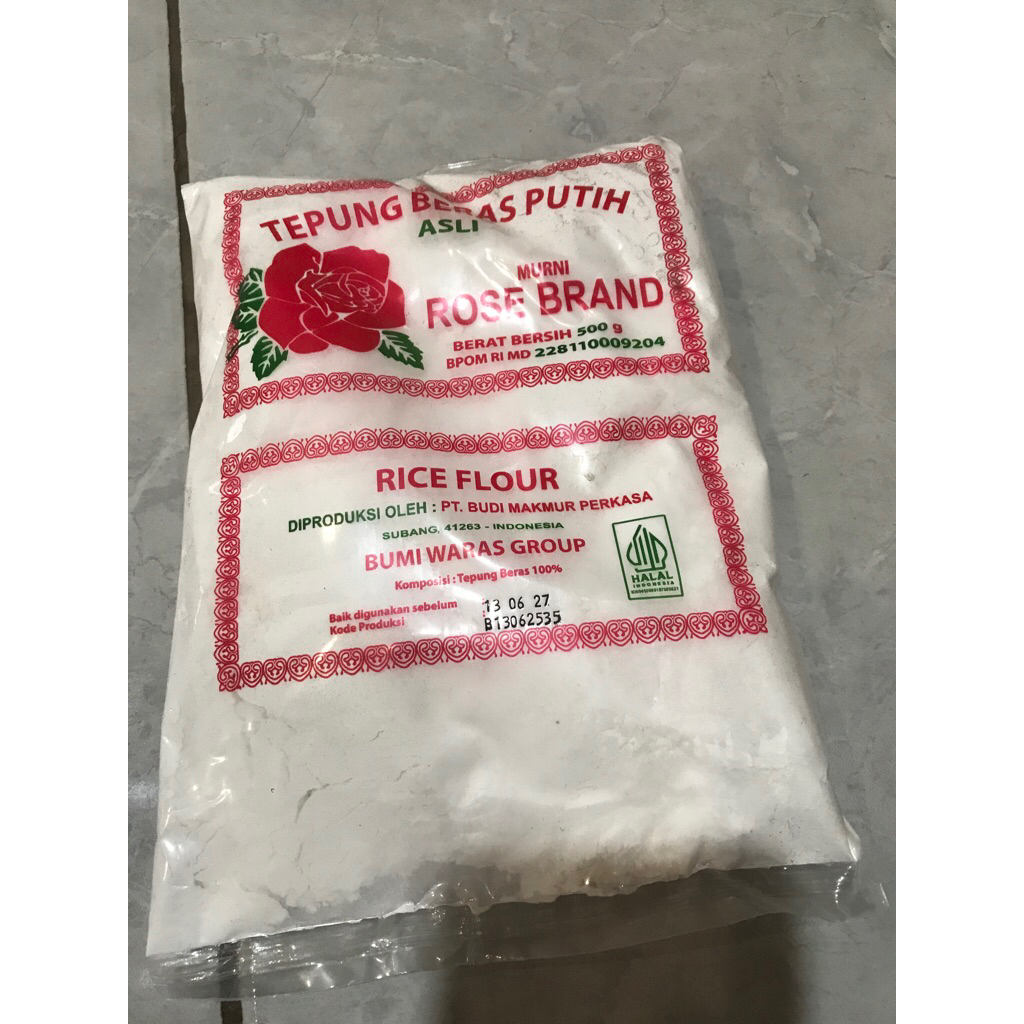 TEPUNG BERAS PUTIH
ASLI
MURNI
ROSE BRAND
BERAT BERSIH 500 g
BPOM RI MD 228110009204
RICE FLOUR
DIPRODUKSI OLEH : PT. BUDI MAKMUR PERKASA
SUBANG, 41263 - INDONESIA
BUMI WARAS GROUP
Komposisi : Tepung Beras 100%
HALAL
INDONESIA
Baik digunakan sebelum 13 06 27
Kode Produksi B13062535